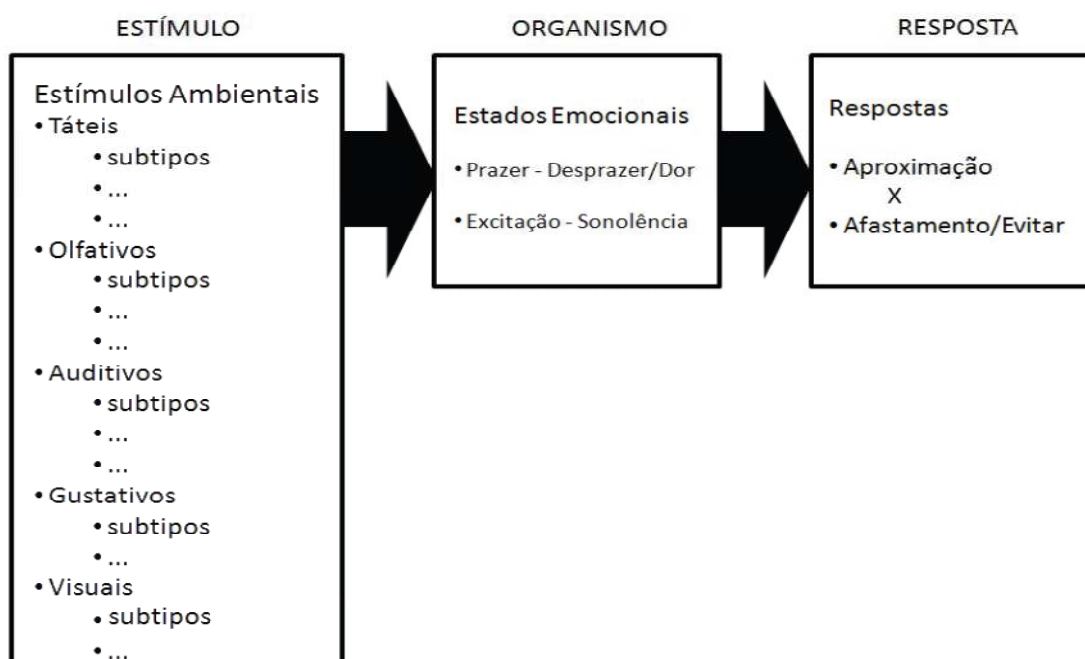 ESTÍMULO
Estímulos Ambientais
• Táteis
• subtipos
• ...
• ...
• Olfativos
• subtipos
• ...
• ...
• Auditivos
• subtipos
• ...
• ...
• Gustativos
• subtipos
• ...
• Visuais
• subtipos
• ...
ORGANISMO
Estados Emocionais
• Prazer - Desprazer/Dor
• Excitação - Sonolência
RESPOSTA
Respostas
• Aproximação
X
• Afastamento/Evitar